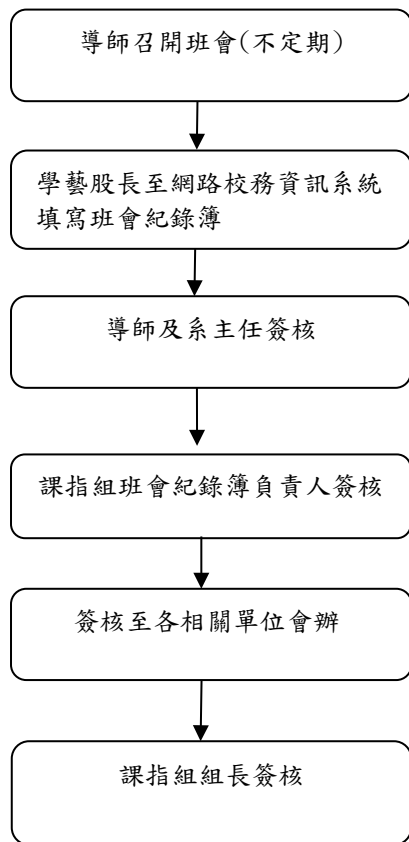 導師召開班會(不定期)
學藝股長至網路校務資訊系統
填寫班會紀錄簿
導師及系主任簽核
課指組班會紀錄簿負責人簽核
簽核至各相關單位會辦
課指組組長簽核